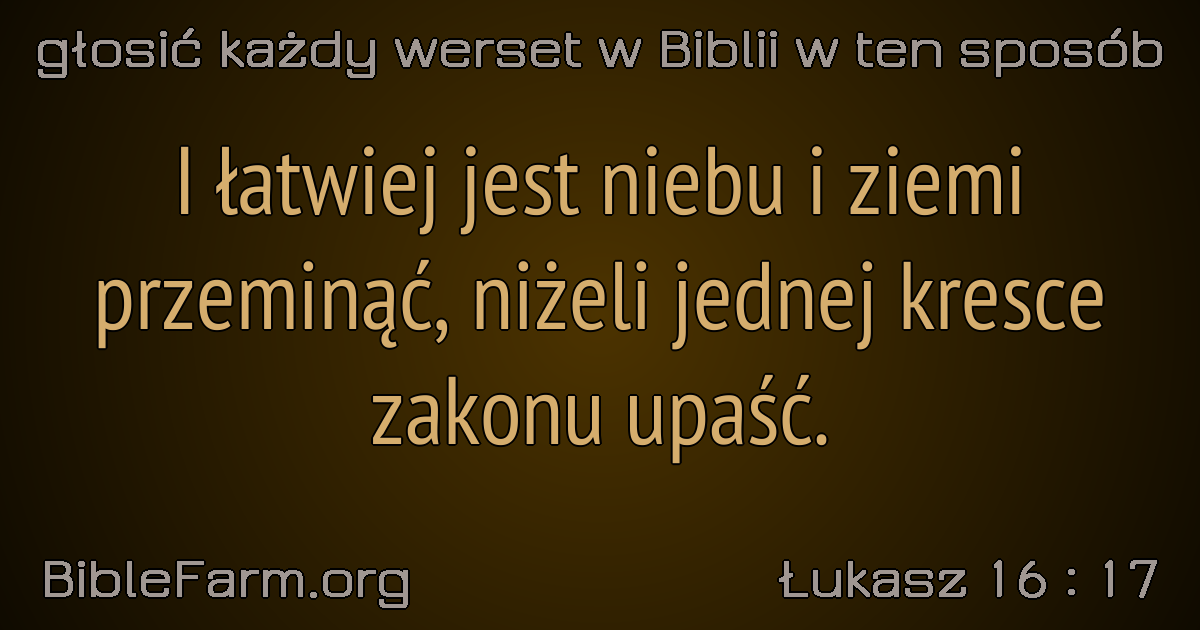 głosić każdy werset w Biblii w ten sposób
I łatwiej jest niebu i ziemi
przeminąć, niżeli jednej kresce
zakonu upaść.
BibleFarm.org
Łukasz 16 : 17